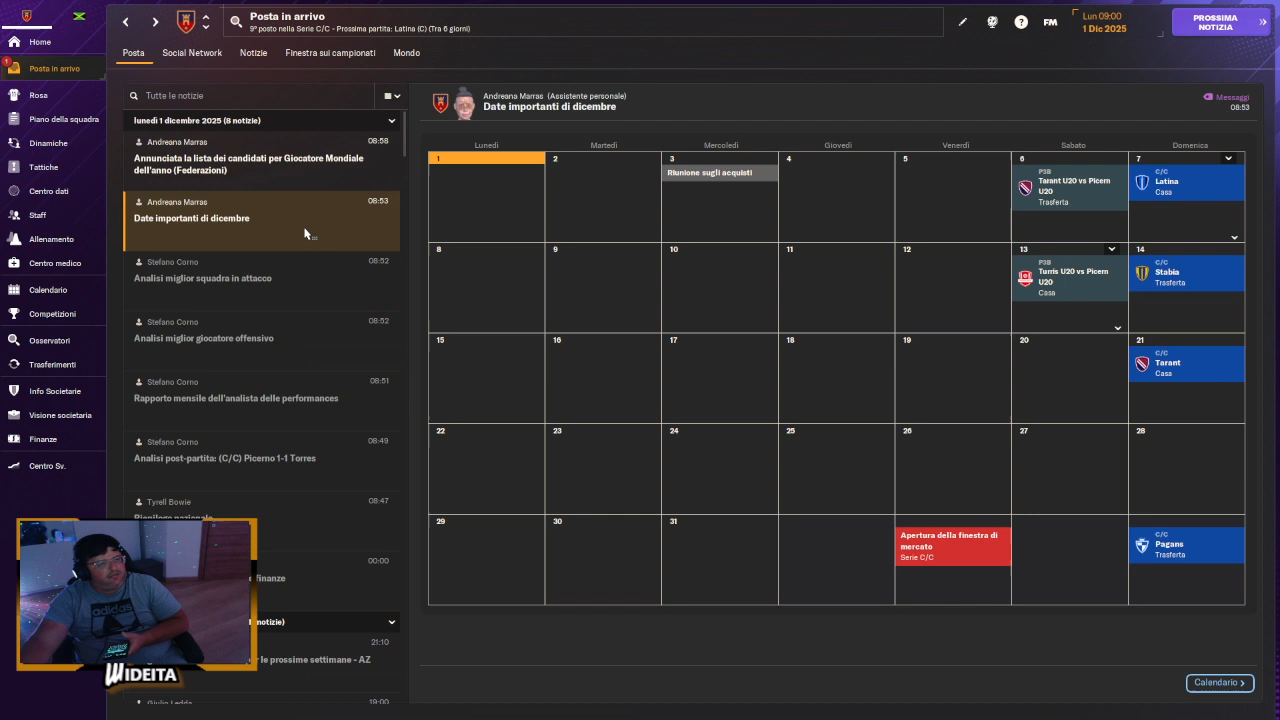 Posta in arrivo
9° posto nella Serie C/C - Prossima partita: Latina (C) (Tra 6 giorni)
FM
Lun 09:00
1 Dic 2025
PROSSIMA
NOTIZIA
Posta
Social Network
Notizie
Finestra sui campionati
Mondo
Home
1
Posta in arrivo
Rosa
Piano della squadra
Dinamiche
Tattiche
Centro dati
Staff
Allenamento
Centro medico
Calendario
Competizioni
Osservatori
Trasferimenti
Info Societarie
Visione societaria
Finanze
Centro Sv.
Tutte le notizie
lunedì 1 dicembre 2025 (8 notizie)
Andreana Marras 08:58
Annunciata la lista dei candidati per Giocatore Mondiale
dell'anno (Federazioni)
Andreana Marras 08:53
Date importanti di dicembre
Stefano Corno 08:52
Analisi miglior squadra in attacco
Stefano Corno 08:52
Analisi miglior giocatore offensivo
Stefano Corno 08:51
Rapporto mensile dell'analista delle performances
Stefano Corno 08:49
Analisi post-partita: (C/C) Picerno 1-1 Torres
Tyrell Bowie 08:47
00:00
finanze
notizie)
21:10
le prossime settimane - AZ
Giulio Ledda 19:00
Andreana Marras (Assistente personale)
Date importanti di dicembre
Messaggi
08:53
Lunedì Martedì Mercoledì Giovedì Venerdì Sabato Domenica
1 2 3 4 5 6 7
Riunione sugli acquisti
P3B
Tarant U20 vs Picern
U20
Trasferta
C/C
Latina
Casa
8 9 10 11 12 13 14
P3B
Turris U20 vs Picern
U20
Casa
C/C
Stabia
Trasferta
15 16 17 18 19 20 21
C/C
Tarant
Casa
22 23 24 25 26 27 28
29 30 31
Apertura della finestra di
mercato
Serie C/C
C/C
Pagans
Trasferta
Calendario
adidas
WIDEITA